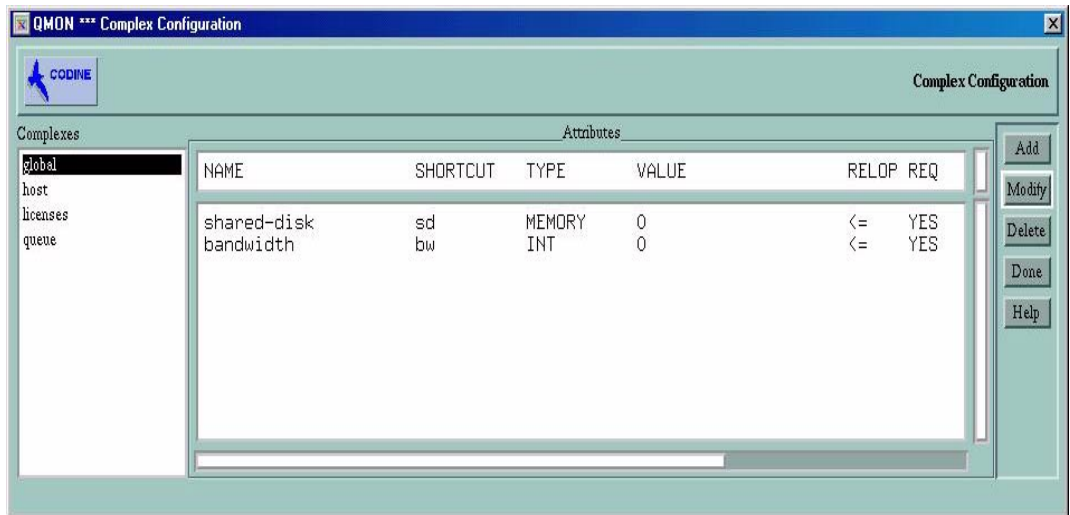 QMON *** Complex Configuration
CODINE
Complex Configuration
Complexes
global
host
licenses
queue
Attributes
NAME SHORTCUT TYPE VALUE RELOP REQ
shared-disk sd MEMORY 0 <= YES
bandwidth bw INT 0 <= YES
Add
Modify
Delete
Done
Help